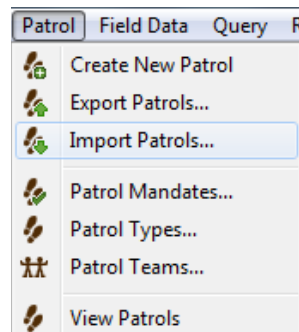 Patrol Field Data Query
Create New Patrol
Export Patrols...
Import Patrols...
Patrol Mandates...
Patrol Types...
Patrol Teams...
View Patrols